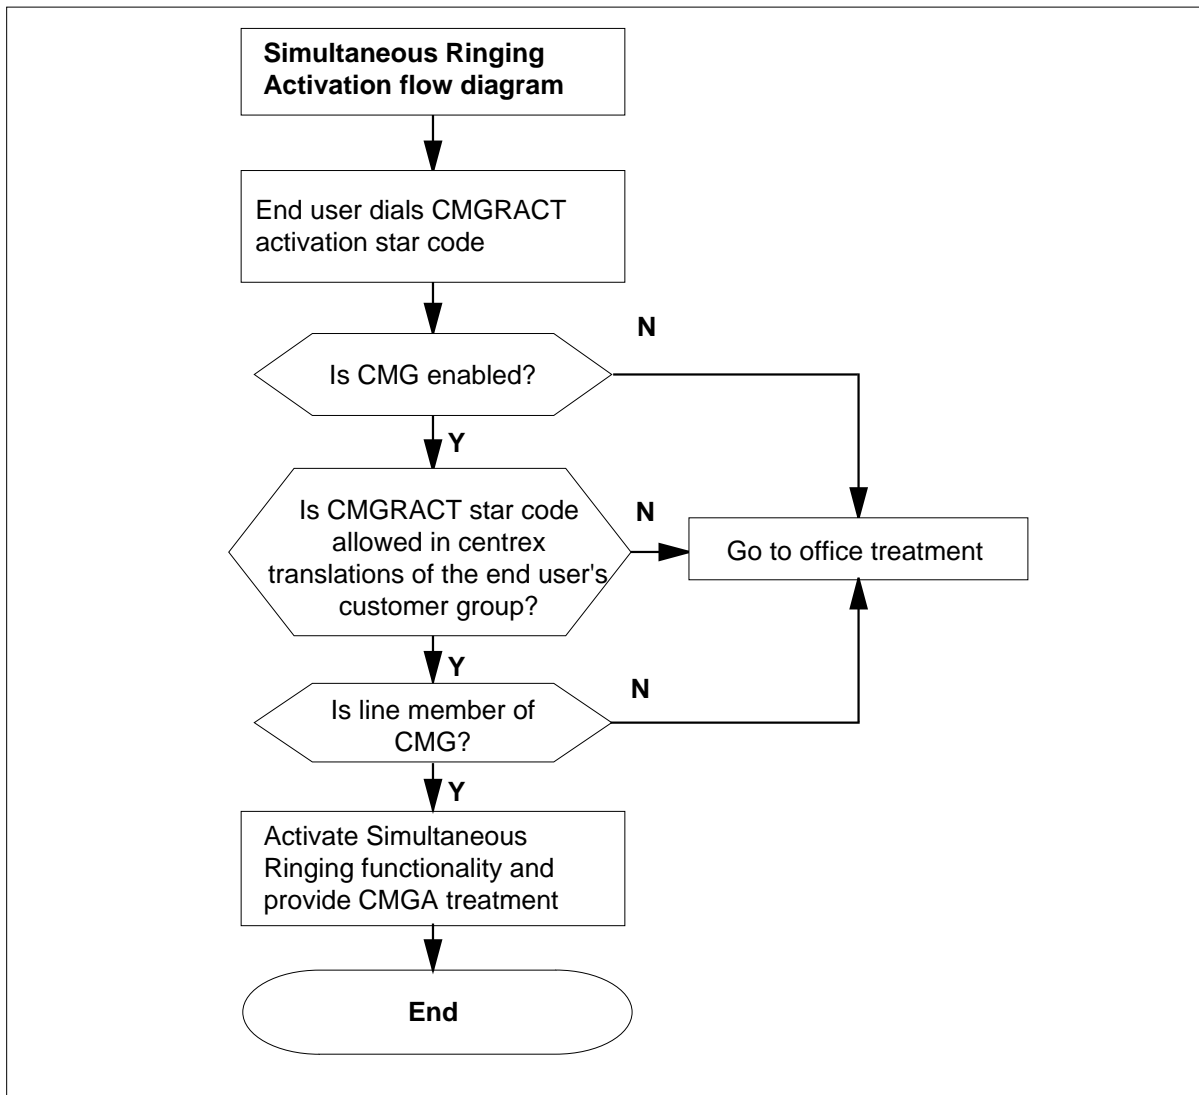 Simultaneous Ringing
Activation flow diagram
End user dials CMGRACT
activation star code
N
Is CMG enabled?
Y
Is CMGRACT star code
allowed in centrex
translations of the end user's
customer group?
N
Go to office treatment
Y
N
Is line member of
CMG?
Y
Activate Simultaneous
Ringing functionality and
provide CMGA treatment
End